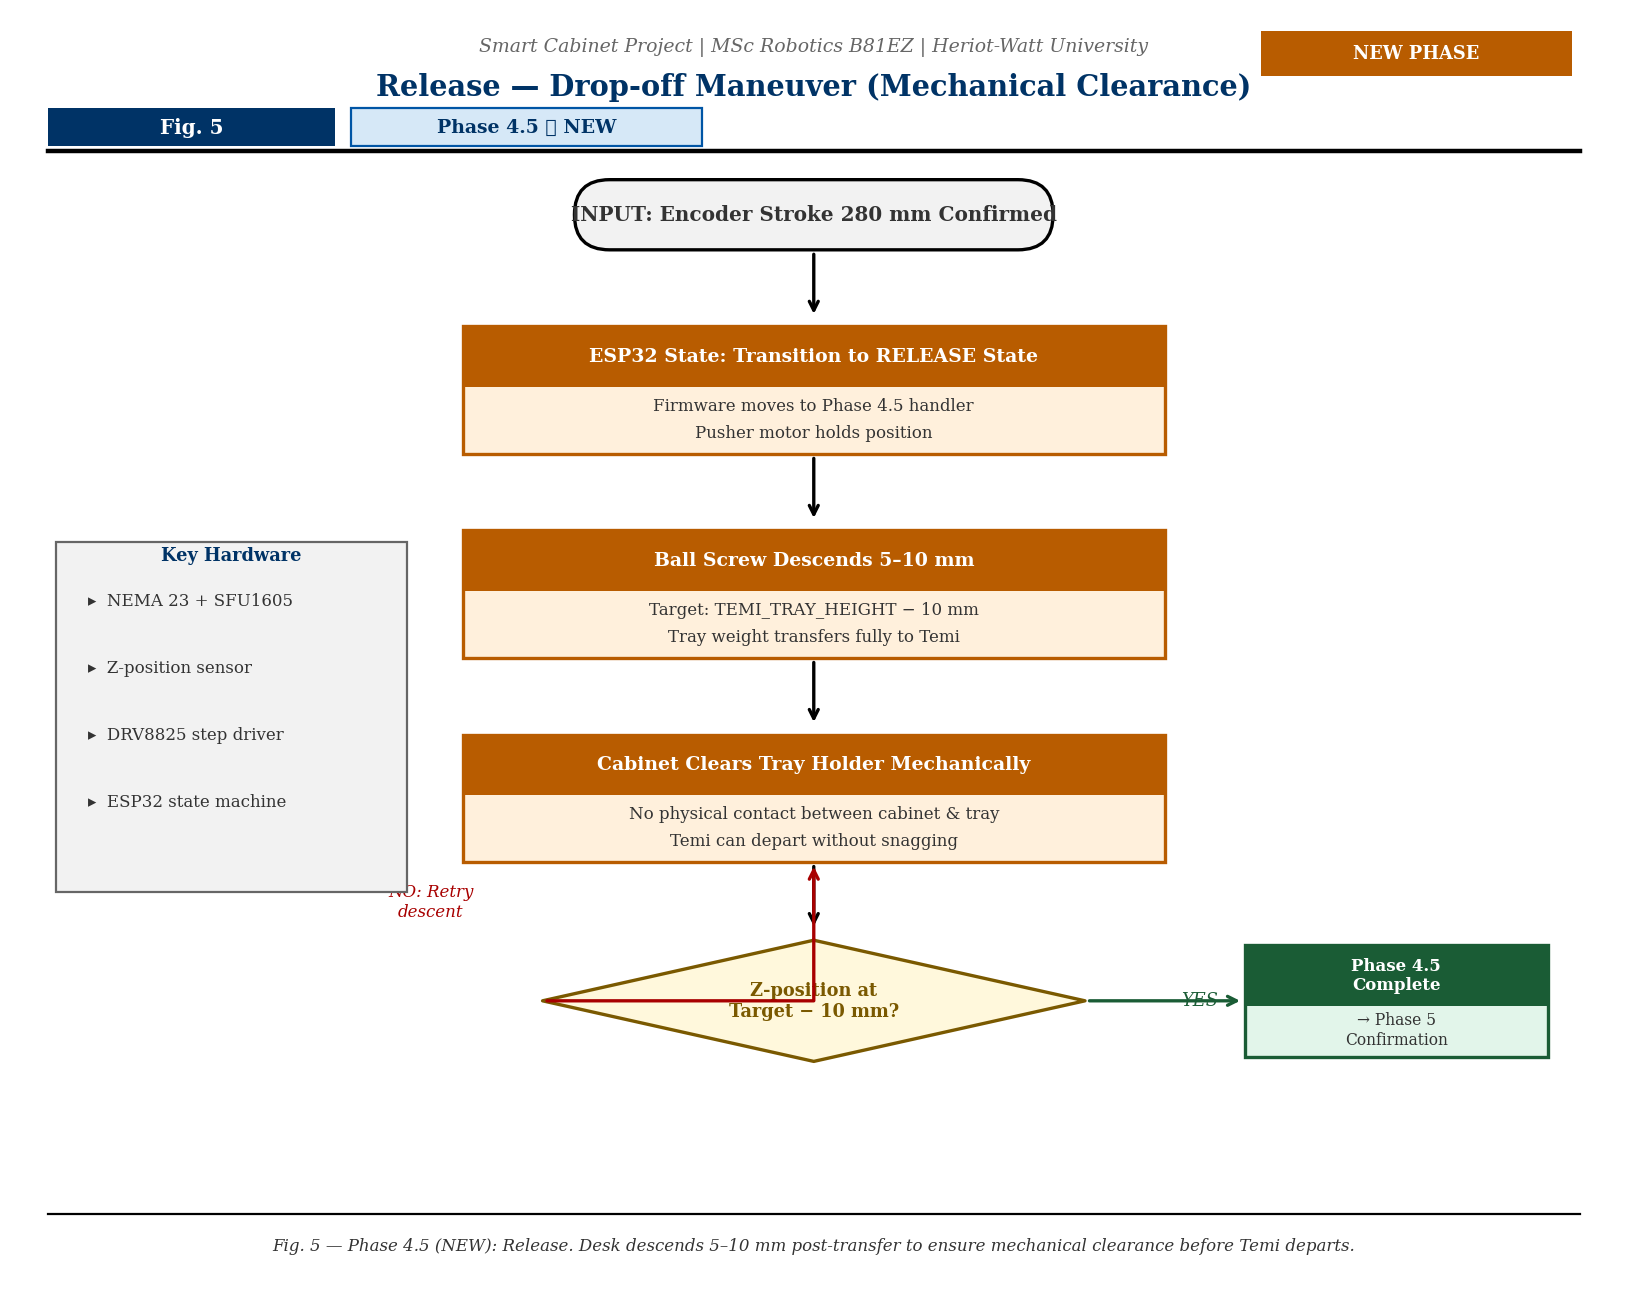 Smart Cabinet Project | MSc Robotics B81EZ | Heriot-Watt University
NEW PHASE
Release — Drop-off Maneuver (Mechanical Clearance)
Fig. 5
Phase 4.5 ▯ NEW
INPUT: Encoder Stroke 280 mm Confirmed
ESP32 State: Transition to RELEASE State
Firmware moves to Phase 4.5 handler
Pusher motor holds position
Ball Screw Descends 5–10 mm
Target: TEMI_TRAY_HEIGHT − 10 mm
Tray weight transfers fully to Temi
Key Hardware
▸ NEMA 23 + SFU1605
▸ Z-position sensor
▸ DRV8825 step driver
▸ ESP32 state machine
Cabinet Clears Tray Holder Mechanically
No physical contact between cabinet & tray
Temi can depart without snagging
NO: Retry
descent
Z-position at
Target − 10 mm?
YES
Phase 4.5
Complete
→ Phase 5
Confirmation
Fig. 5 — Phase 4.5 (NEW): Release. Desk descends 5–10 mm post-transfer to ensure mechanical clearance before Temi departs.